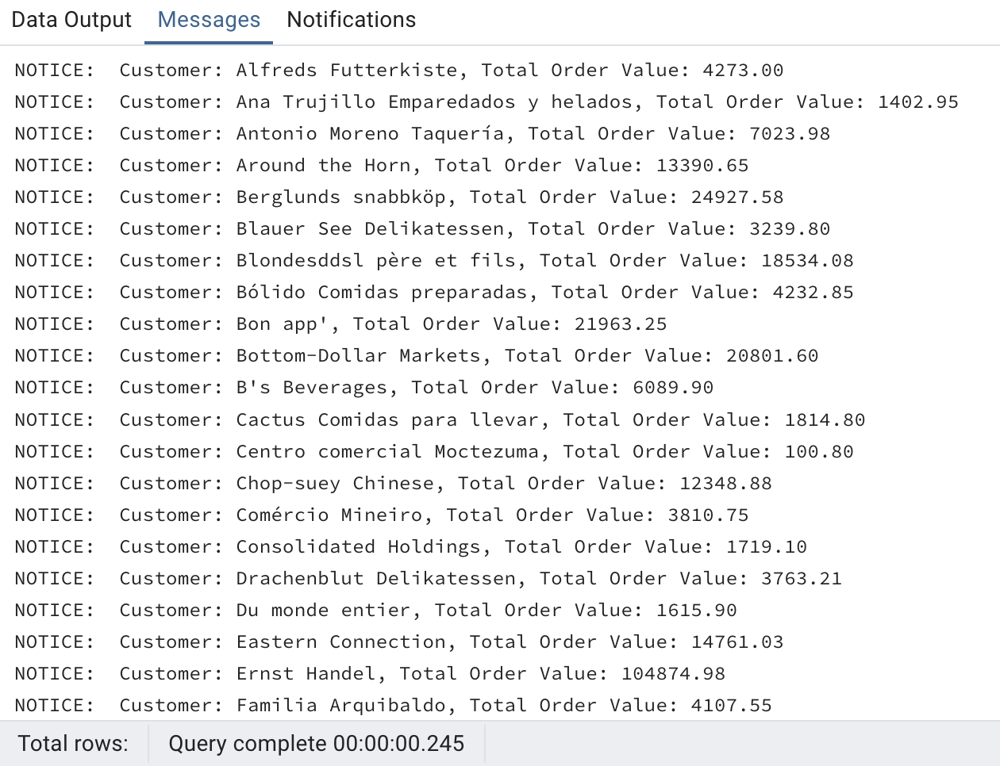 Data Output Messages Notifications
NOTICE:  Customer: Alfreds Futterkiste, Total Order Value: 4273.00
NOTICE:  Customer: Ana Trujillo Emparedados y helados, Total Order Value: 1402.95
NOTICE:  Customer: Antonio Moreno Taquería, Total Order Value: 7023.98
NOTICE:  Customer: Around the Horn, Total Order Value: 13390.65
NOTICE:  Customer: Berglunds snabbköp, Total Order Value: 24927.58
NOTICE:  Customer: Blauer See Delikatessen, Total Order Value: 3239.80
NOTICE:  Customer: Blondesddsl père et fils, Total Order Value: 18534.08
NOTICE:  Customer: Bólido Comidas preparadas, Total Order Value: 4232.85
NOTICE:  Customer: Bon app', Total Order Value: 21963.25
NOTICE:  Customer: Bottom-Dollar Markets, Total Order Value: 20801.60
NOTICE:  Customer: B's Beverages, Total Order Value: 6089.90
NOTICE:  Customer: Cactus Comidas para llevar, Total Order Value: 1814.80
NOTICE:  Customer: Centro comercial Moctezuma, Total Order Value: 100.80
NOTICE:  Customer: Chop-suey Chinese, Total Order Value: 12348.88
NOTICE:  Customer: Comércio Mineiro, Total Order Value: 3810.75
NOTICE:  Customer: Consolidated Holdings, Total Order Value: 1719.10
NOTICE:  Customer: Drachenblut Delikatessen, Total Order Value: 3763.21
NOTICE:  Customer: Du monde entier, Total Order Value: 1615.90
NOTICE:  Customer: Eastern Connection, Total Order Value: 14761.03
NOTICE:  Customer: Ernst Handel, Total Order Value: 104874.98
NOTICE:  Customer: Familia Arquibaldo, Total Order Value: 4107.55
Total rows: Query complete 00:00:00.245